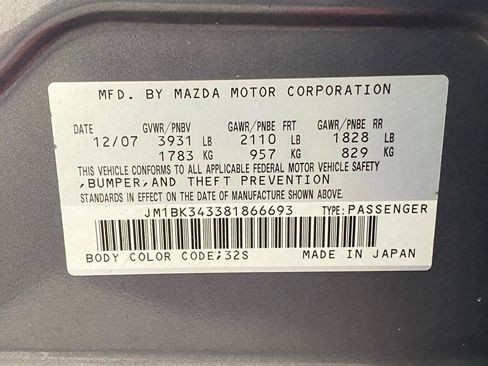 MFD. BY MAZDA MOTOR CORPORATION
DATE GVWR/PNBV GAWR/PNBE FRT GAWR/PNBE RR
12/07 3931 LB 2110 LB 1828 LB
1783 KG 957 KG 829 KG
THIS VEHICLE CONFORMS TO ALL APPLICABLE FEDERAL MOTOR VEHICLE SAFETY
,BUMPER,AND THEFT PREVENTION
STANDARDS IN EFFECT ON THE DATE OF MANUFACTURE SHOWN ABOVE.
JM1BK343381866693 TYPE:PASSENGER
BODY COLOR CODE;32S MADE IN JAPAN